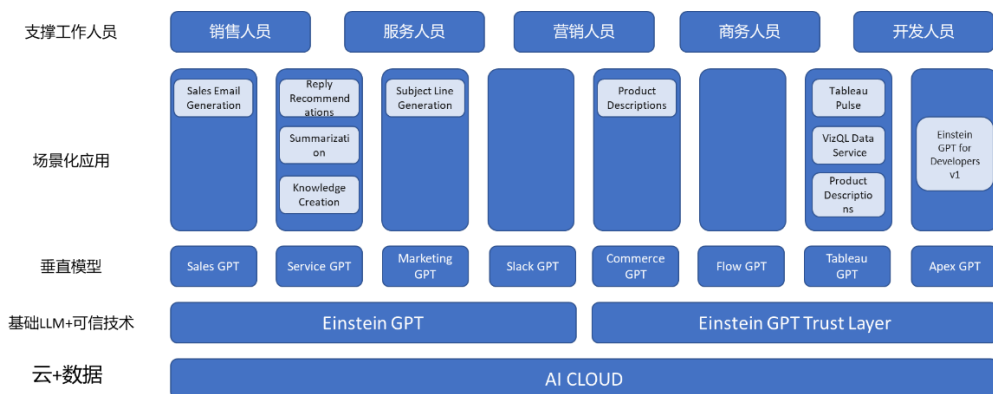 支撑工作人员
销售人员
服务人员
营销人员
商务人员
开发人员
场景化应用
Sales Email
Generation
Reply
Recommend
ations
Summarizati
on
Knowledge
Creation
Subject Line
Generation
Product
Descriptions
Tableau
Pulse
VizQL Data
Service
Product
Descriptio
ns
Einstein
GPT for
Developers
v1
垂直模型
Sales GPT
Service GPT
Marketing
GPT
Slack GPT
Commerce
GPT
Flow GPT
Tableau
GPT
Apex GPT
基础LLM+可信技术
Einstein GPT
Einstein GPT Trust Layer
云+数据
AI CLOUD